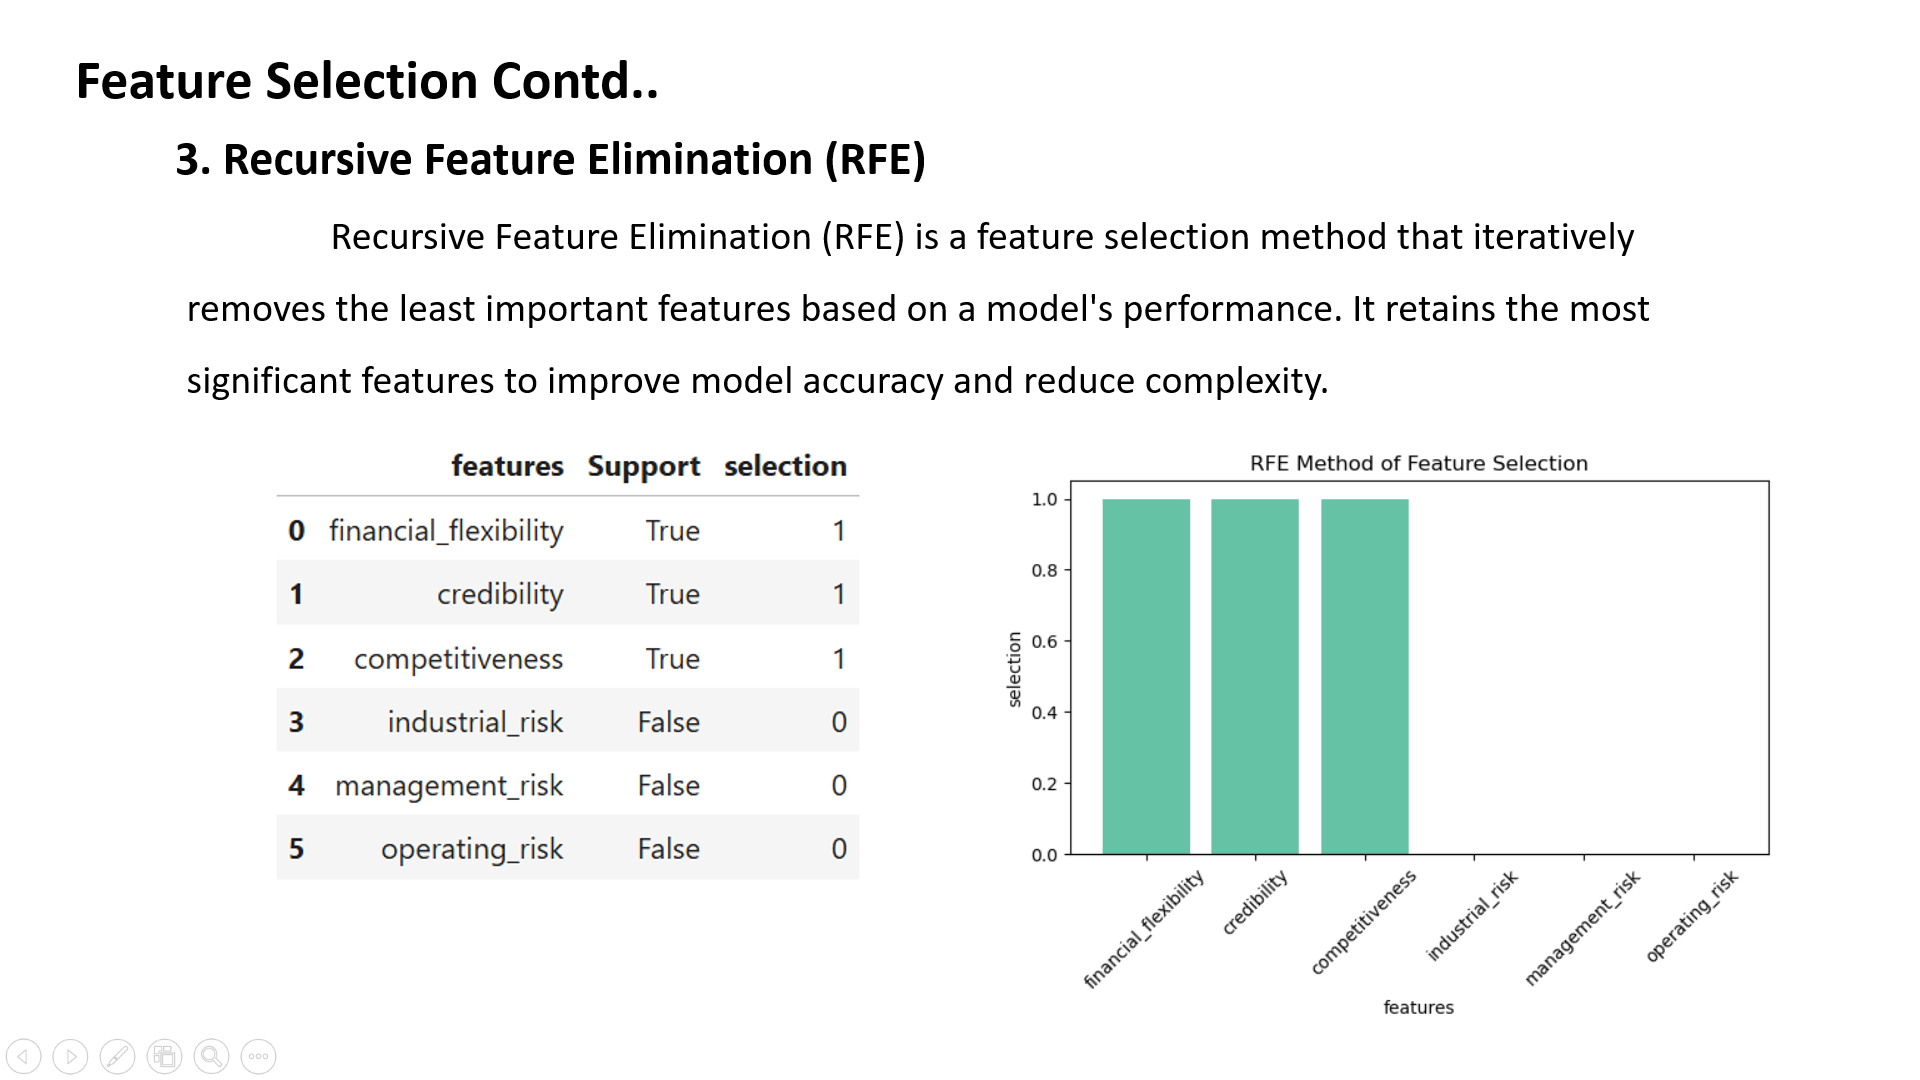 Feature Selection Contd..
3. Recursive Feature Elimination (RFE)
Recursive Feature Elimination (RFE) is a feature selection method that iteratively
removes the least important features based on a model's performance. It retains the most
significant features to improve model accuracy and reduce complexity.
features Support selection
0 financial_flexibility True 1
1 credibility True 1
2 competitiveness True 1
3 industrial_risk False 0
4 management_risk False 0
5 operating_risk False 0
RFE Method of Feature Selection
1.0
0.8
0.6
0.4
0.2
0.0
selection
financial_flexibility
credibility
competitiveness
industrial_risk
management_risk
operating_risk
features